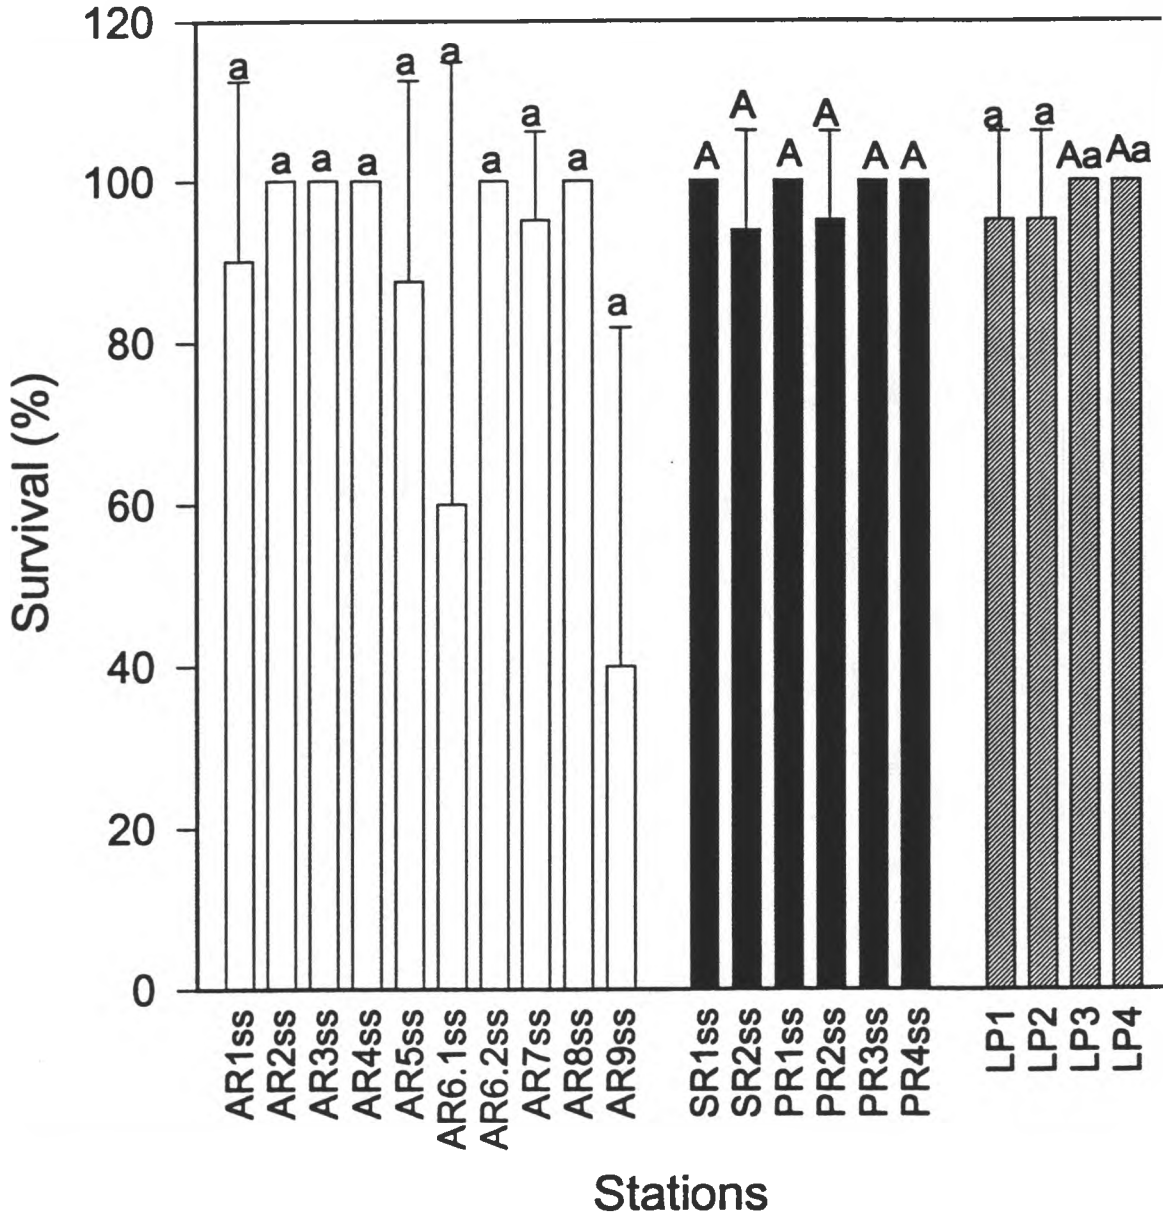 120
100
80
60
40
20
0
Survival (%)
a a a a a a a a a a
A A A A A A
a a Aa Aa
AR1ss AR2ss AR3ss AR4ss AR5ss AR6.1ss AR6.2ss AR7ss AR8ss AR9ss SR1ss SR2ss PR1ss PR2ss PR3ss PR4ss LP1 LP2 LP3 LP4
Stations